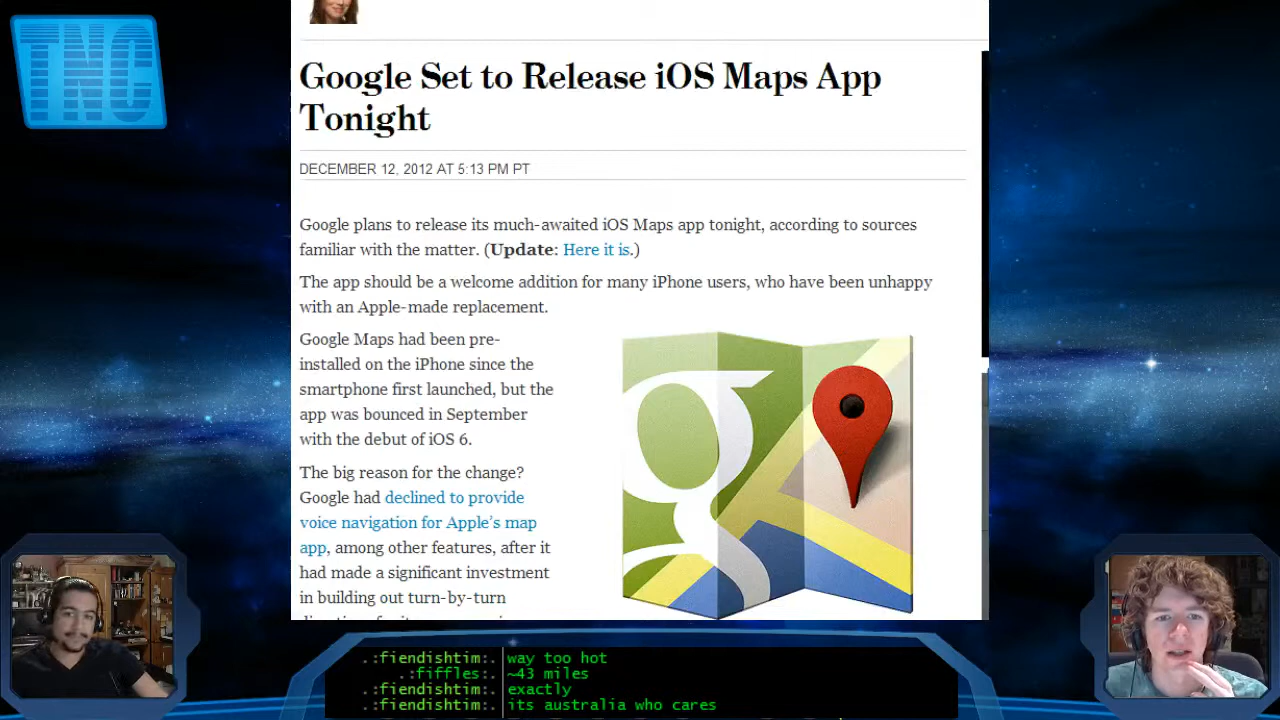 TNC
Google Set to Release iOS Maps App
Tonight
DECEMBER 12, 2012 AT 5:13 PM PT
Google plans to release its much-awaited iOS Maps app tonight, according to sources
familiar with the matter. (Update: Here it is.)
The app should be a welcome addition for many iPhone users, who have been unhappy
with an Apple-made replacement.
Google Maps had been pre-
installed on the iPhone since the
smartphone first launched, but the
app was bounced in September
with the debut of iOS 6.
The big reason for the change?
Google had declined to provide
voice navigation for Apple's map
app, among other features, after it
had made a significant investment
in building out turn-by-turn
g
.:fiendishtim:. way too hot
.:fiffles:. ~43 miles
.:fiendishtim:. exactly
.:fiendishtim:. its australia who cares